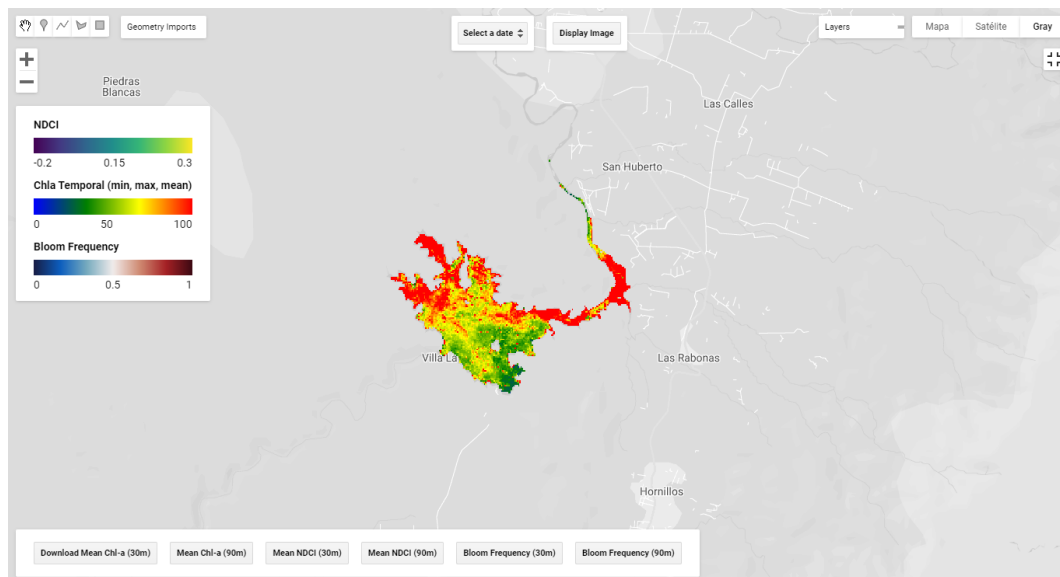 Geometry Imports
Select a date
Display Image
Layers
Mapa
Satélite
Gray
Piedras
Blancas
Las Calles
San Huberto
NDCI
-0.2 0.15 0.3
Chla Temporal (min, max, mean)
0 50 100
Bloom Frequency
0 0.5 1
Villa La
Las Rabonas
Hornillos
Download Mean Chl-a (30m)
Mean Chl-a (90m)
Mean NDCI (30m)
Mean NDCI (90m)
Bloom Frequency (30m)
Bloom Frequency (90m)